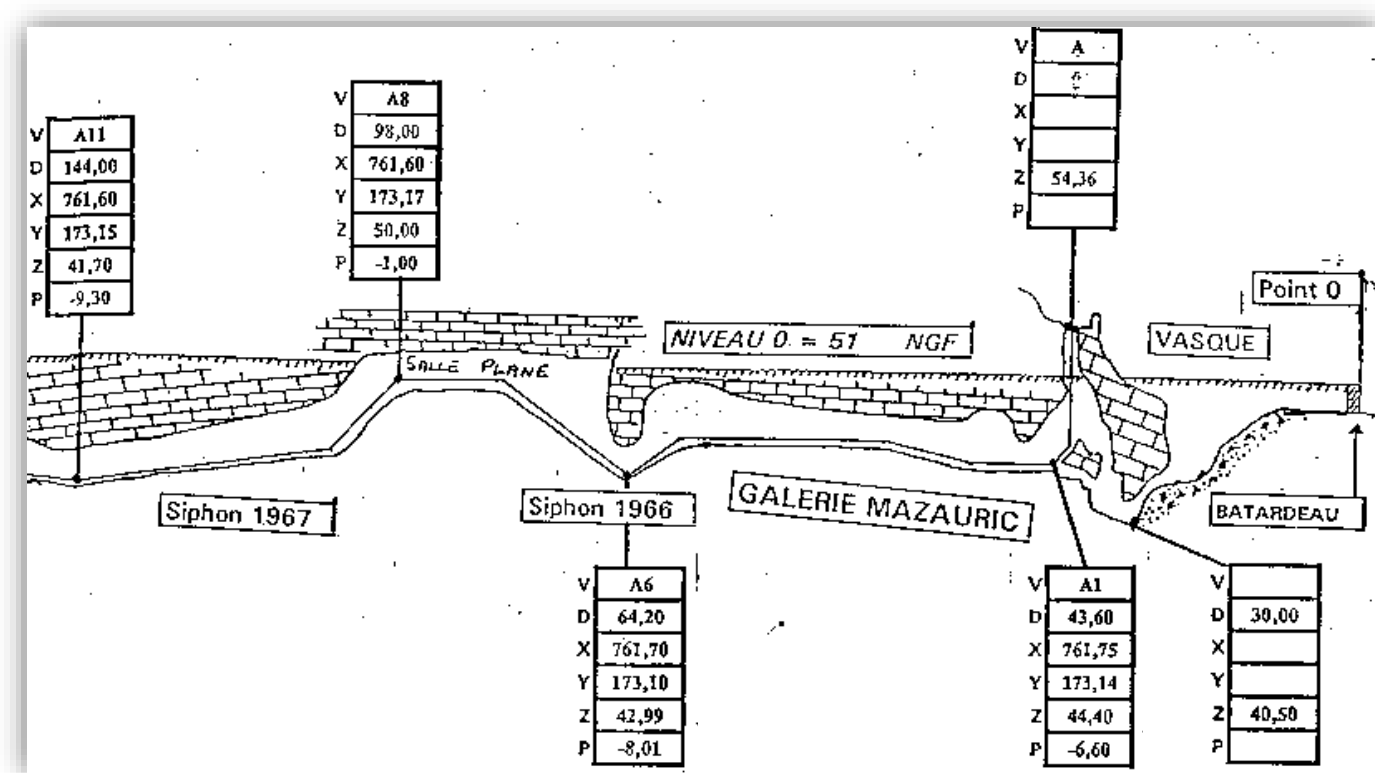 V A11
D 144,00
X 761,60
Y 173,15
Z 41,70
P -9,30
V A8
D 98,00
X 761,60
Y 173,17
Z 50,00
P -1,00
V A
D
X
Y
Z 54,36
P
Point 0
NIVEAU 0 = 51 NGF
VASQUE
SALLE PLANE
Siphon 1967
Siphon 1966
GALERIE MAZAURIC
BATARDEAU
V A6
D 64,20
X 761,70
Y 173,10
Z 42,99
P -8,01
V A1
D 43,60
X 761,75
Y 173,14
Z 44,40
P -6,60
V
D 30,00
X
Y
Z 40,50
P